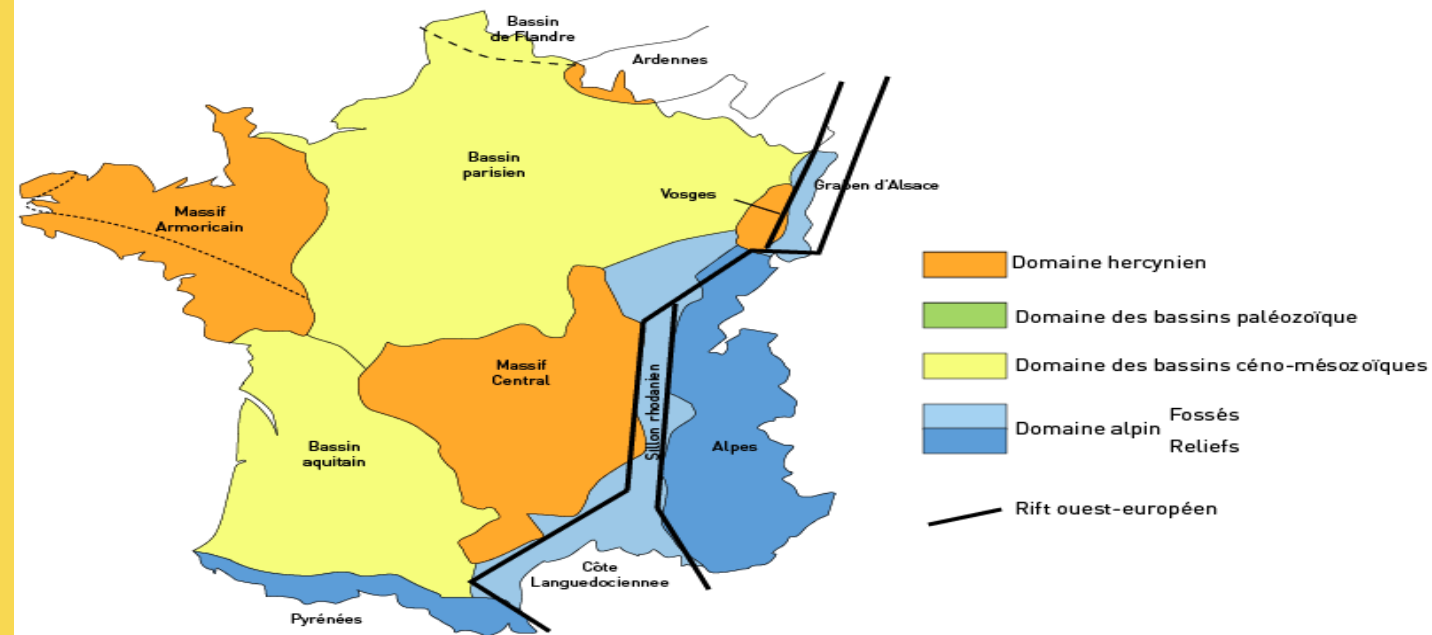 Bassin
de Flandre
Ardennes
Bassin
parisien
Vosges
Graben d'Alsace
Massif
Armoricain
Massif
Central
Sillon rhodanien
Alpes
Bassin
aquitain
Côte
Languedociennee
Pyrénées
Domaine hercynien
Domaine des bassins paléozoïque
Domaine des bassins céno-mésozoïques
Domaine alpin
Fossés
Reliefs
Rift ouest-européen